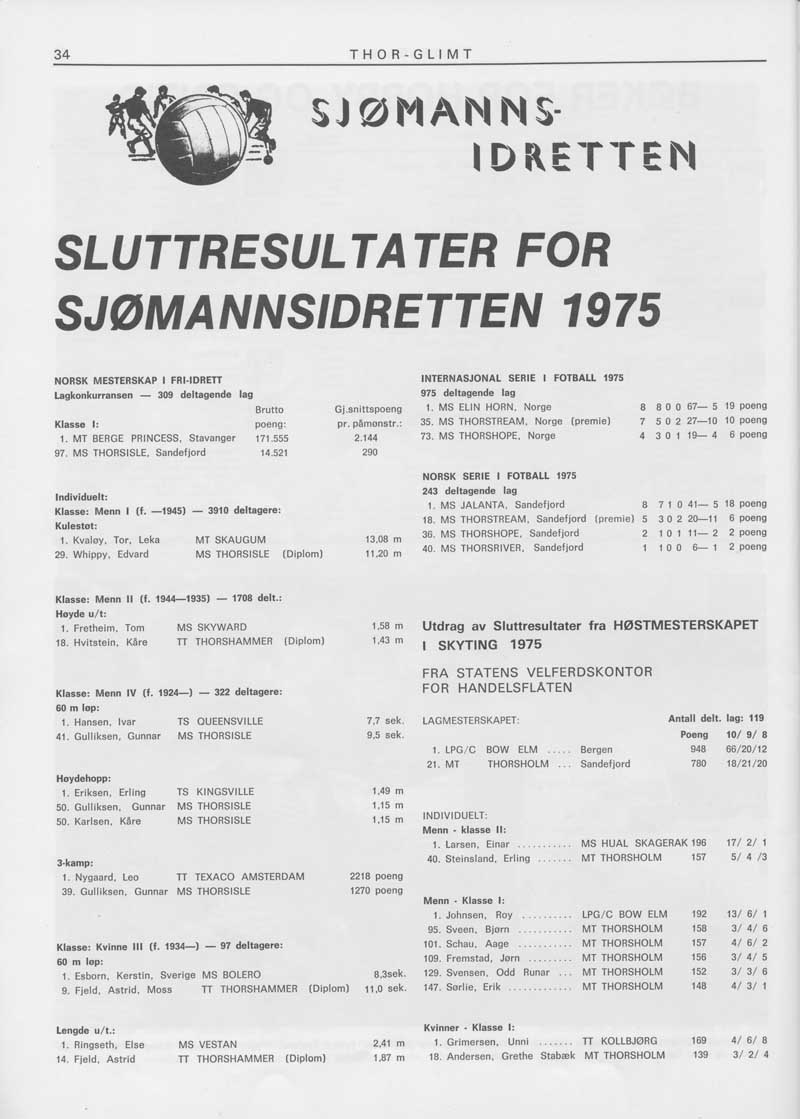 34
THOR-GLIMT
SJØMANNS-
IDRETTEN
SLUTTRESULTATER FOR
SJØMANNSIDRETTEN 1975
NORSK MESTERSKAP I FRI-IDRETT
Lagkonkurransen — 309 deltagende lag
Brutto Gj.snittspoeng
Klasse I: poeng: pr. påmønstr.:
1. MT BERGE PRINCESS, Stavanger 171.555 2.144
97. MS THORSISLE, Sandefjord 14.521 290
Individuelt:
Klasse: Menn I (f. —1945) — 3910 deltagere:
Kulestøt:
1. Kvaløy, Tor, Leka MT SKAUGUM 13,08 m
29. Whippy, Edvard MS THORSISLE (Diplom) 11,20 m
Klasse: Menn II (f. 1944—1935) — 1708 delt.:
Høyde u/t:
1. Fretheim, Tom MS SKYWARD 1,58 m
18. Hvitstein, Kåre TT THORSHAMMER (Diplom) 1,43 m
Klasse: Menn IV (f. 1924—) — 322 deltagere:
60 m løp:
1. Hansen, Ivar TS QUEENSVILLE 7,7 sek.
41. Gulliksen, Gunnar MS THORSISLE 9,5 sek.
Høydehopp:
1. Eriksen, Erling TS KINGSVILLE 1,49 m
50. Gulliksen, Gunnar MS THORSISLE 1,15 m
50. Karlsen, Kåre MS THORSISLE 1,15 m
3-kamp:
1. Nygaard, Leo TT TEXACO AMSTERDAM 2218 poeng
39. Gulliksen, Gunnar MS THORSISLE 1270 poeng
Klasse: Kvinne III (f. 1934—) — 97 deltagere:
60 m løp:
1. Esborn, Kerstin, Sverige MS BOLERO 8,3sek.
9. Fjeld, Astrid, Moss TT THORSHAMMER (Diplom) 11,0 sek.
Lengde u/t.:
1. Ringseth, Else MS VESTAN 2,41 m
14. Fjeld, Astrid TT THORSHAMMER (Diplom) 1,87 m
INTERNASJONAL SERIE I FOTBALL 1975
975 deltagende lag
1. MS ELIN HORN, Norge 8 8 0 0 67— 5 19 poeng
35. MS THORSTREAM, Norge (premie) 7 5 0 2 27—10 10 poeng
73. MS THORSHOPE, Norge 4 3 0 1 19— 4 6 poeng
NORSK SERIE I FOTBALL 1975
243 deltagende lag
1. MS JALANTA, Sandefjord 8 7 1 0 41— 5 18 poeng
18. MS THORSTREAM, Sandefjord (premie) 5 3 0 2 20—11 6 poeng
36. MS THORSHOPE, Sandefjord 2 1 0 1 11— 2 2 poeng
40. MS THORSRIVER, Sandefjord 1 1 0 0 6— 1 2 poeng
Utdrag av Sluttresultater fra HØSTMESTERSKAPET
I SKYTING 1975
FRA STATENS VELFERDSKONTOR
FOR HANDELSFLÅTEN
LAGMESTERSKAPET: Antall delt. lag: 119
Poeng 10/ 9/ 8
1. LPG/C BOW ELM ..... Bergen 948 66/20/12
21. MT THORSHOLM ... Sandefjord 780 18/21/20
INDIVIDUELT:
Menn - klasse II:
1. Larsen, Einar ........... MS HUAL SKAGERAK 196 17/ 2/ 1
40. Steinsland, Erling ....... MT THORSHOLM 157 5/ 4 /3
Menn - Klasse I:
1. Johnsen, Roy .......... LPG/C BOW ELM 192 13/ 6/ 1
95. Sveen, Bjørn ........... MT THORSHOLM 158 3/ 4/ 6
101. Schau, Aage ........... MT THORSHOLM 157 4/ 6/ 2
109. Fremstad, Jørn ......... MT THORSHOLM 156 3/ 4/ 5
129. Svensen, Odd Runar ... MT THORSHOLM 152 3/ 3/ 6
147. Sørlie, Erik ............. MT THORSHOLM 148 4/ 3/ 1
Kvinner - Klasse I:
1. Grimersen, Unni ....... TT KOLLBJØRG 169 4/ 6/ 8
18. Andersen, Grethe Stabæk MT THORSHOLM 139 3/ 2/ 4